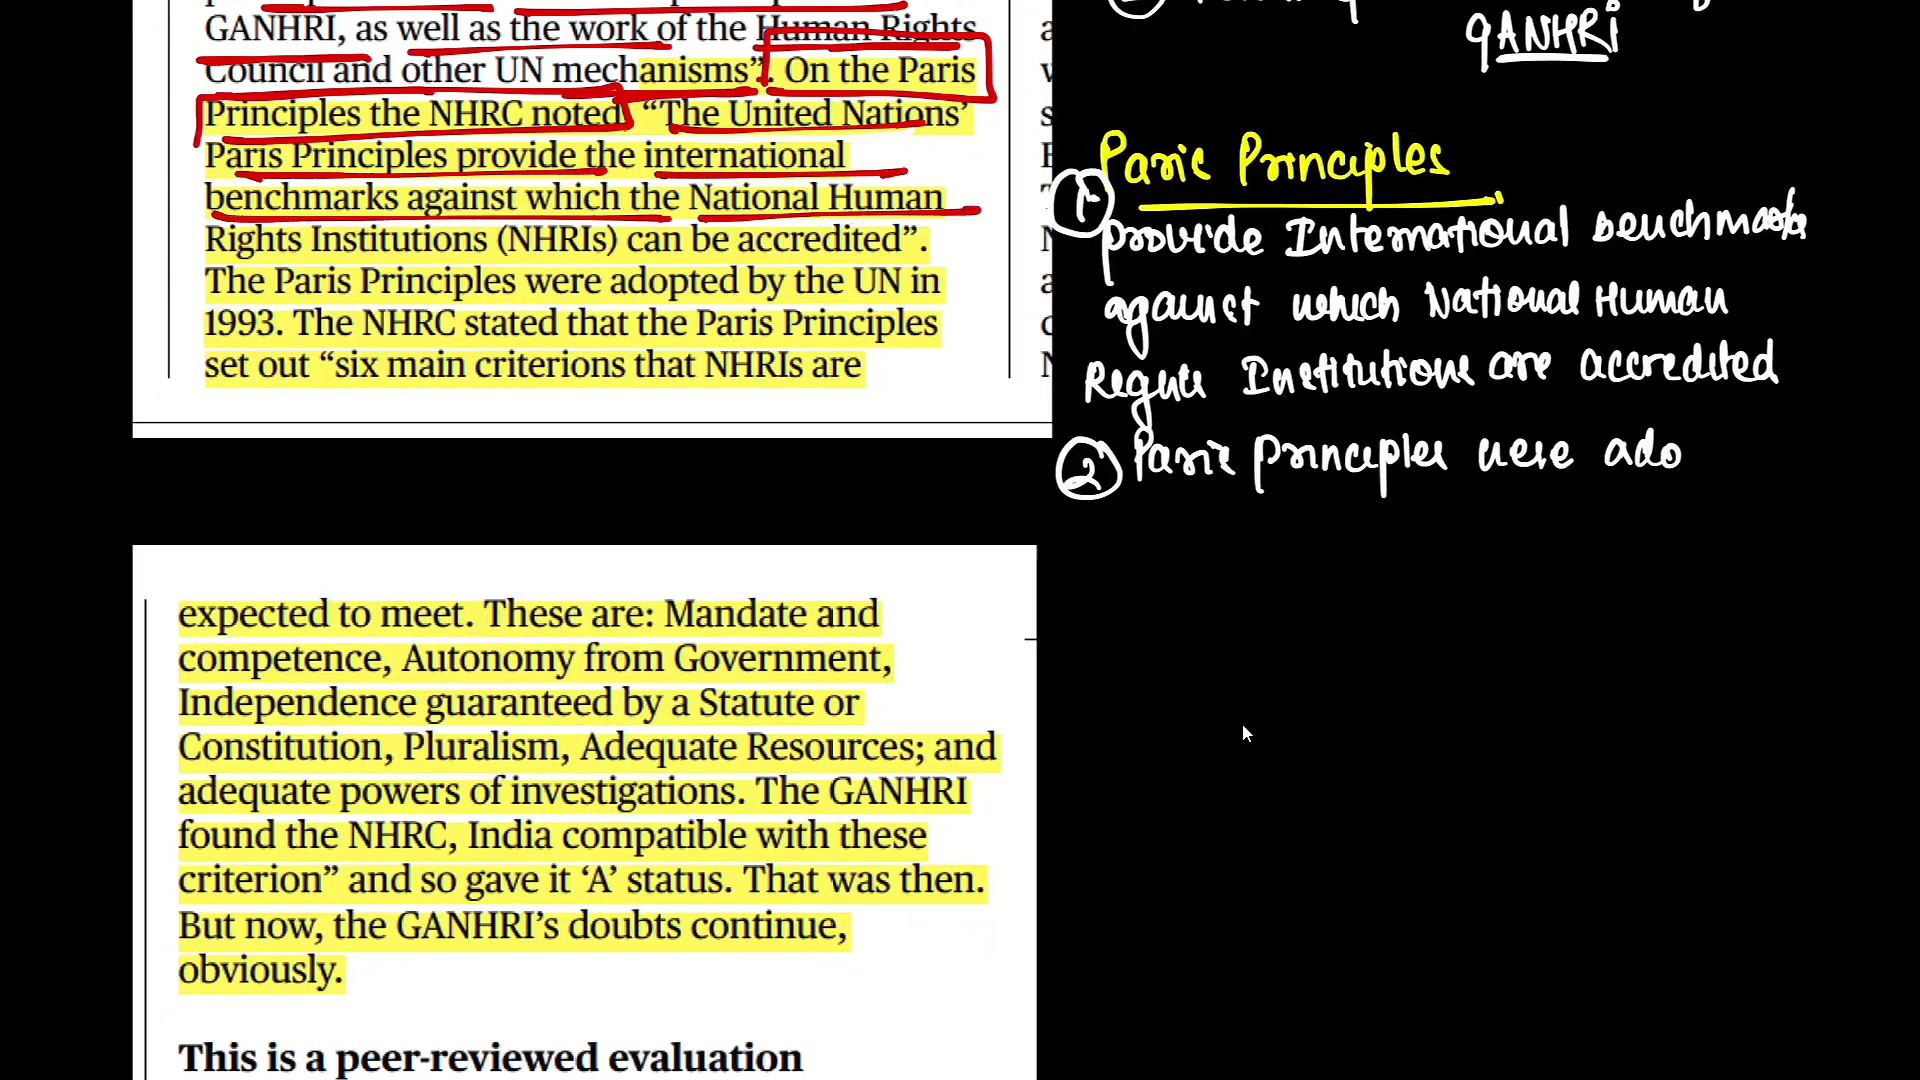 GANHRI, as well as the work of the Human Rights
Council and other UN mechanisms”. On the Paris
Principles the NHRC noted “The United Nations’
Paris Principles provide the international
benchmarks against which the National Human
Rights Institutions (NHRIs) can be accredited”.
The Paris Principles were adopted by the UN in
1993. The NHRC stated that the Paris Principles
set out “six main criterions that NHRIs are
expected to meet. These are: Mandate and
competence, Autonomy from Government,
Independence guaranteed by a Statute or
Constitution, Pluralism, Adequate Resources; and
adequate powers of investigations. The GANHRI
found the NHRC, India compatible with these
criterion” and so gave it ‘A’ status. That was then.
But now, the GANHRI’s doubts continue,
obviously.
This is a peer-reviewed evaluation
GANHRI
Paris Principles
1 provide International benchmarks
against which National Human
Rights Institutions are accredited
2 Paris Principles were ado